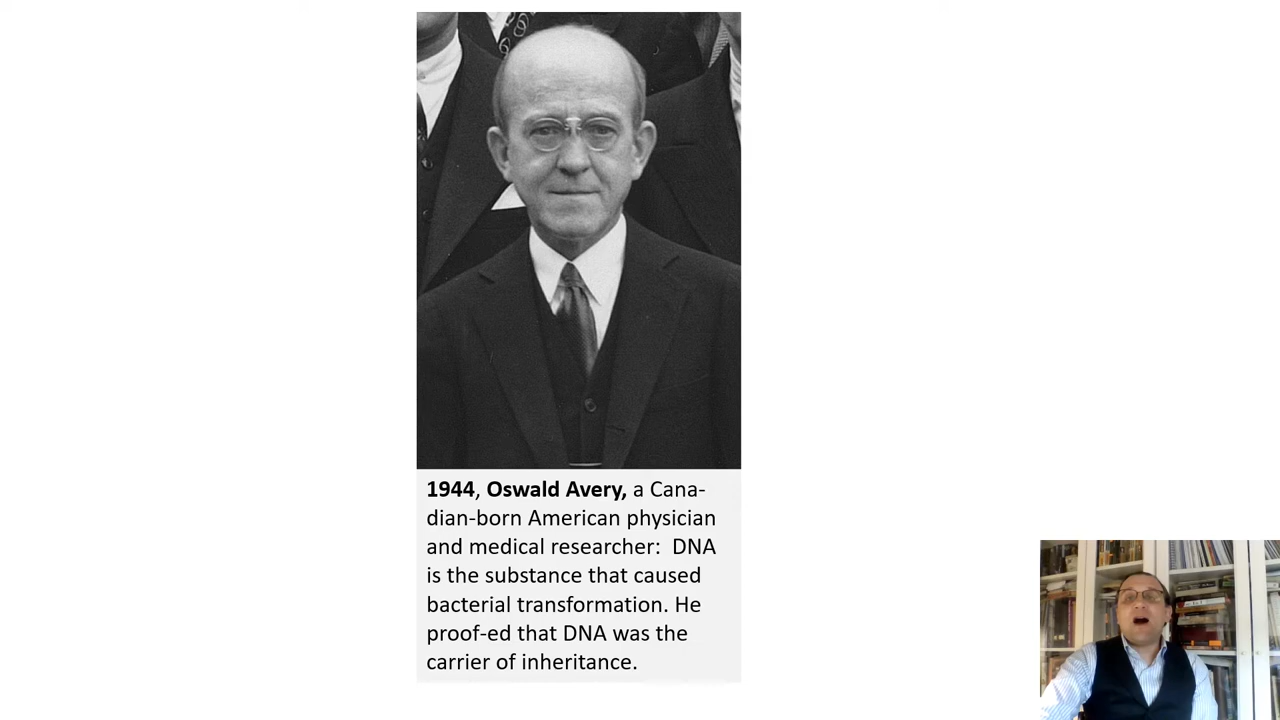 1944, Oswald Avery, a Cana-
dian-born American physician
and medical researcher: DNA
is the substance that caused
bacterial transformation. He
proof-ed that DNA was the
carrier of inheritance.